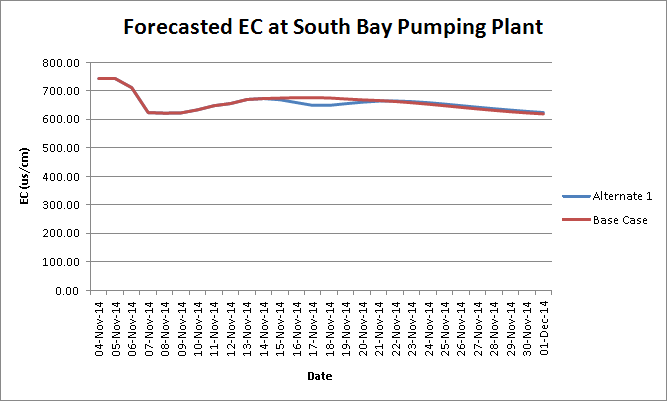 Forecasted EC at South Bay Pumping Plant
800.00
700.00
600.00
500.00
400.00
300.00
200.00
100.00
0.00
EC (us/cm)
04-Nov-14
05-Nov-14
06-Nov-14
07-Nov-14
08-Nov-14
09-Nov-14
10-Nov-14
11-Nov-14
12-Nov-14
13-Nov-14
14-Nov-14
15-Nov-14
16-Nov-14
17-Nov-14
18-Nov-14
19-Nov-14
20-Nov-14
21-Nov-14
22-Nov-14
23-Nov-14
24-Nov-14
25-Nov-14
26-Nov-14
27-Nov-14
28-Nov-14
29-Nov-14
30-Nov-14
01-Dec-14
Date
Alternate 1
Base Case